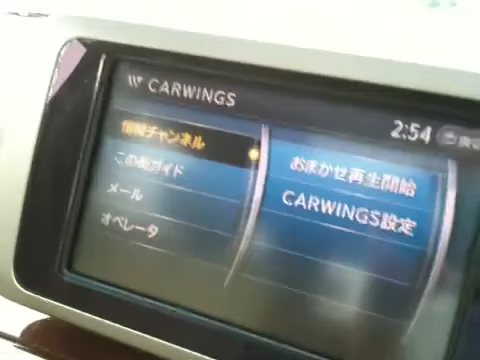 CARWINGS
2:54
情報チャンネル
この先ガイド
メール
オペレータ
おまかせ再生開始
CARWINGS設定